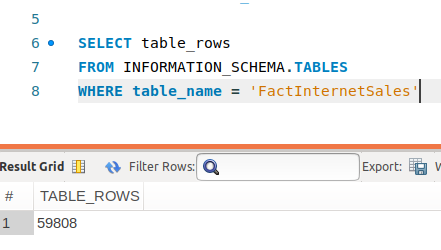 5
6 SELECT table_rows
7 FROM INFORMATION_SCHEMA.TABLES
8 WHERE table_name = 'FactInternetSales'
Result Grid Filter Rows: Export:
# TABLE_ROWS
1 59808